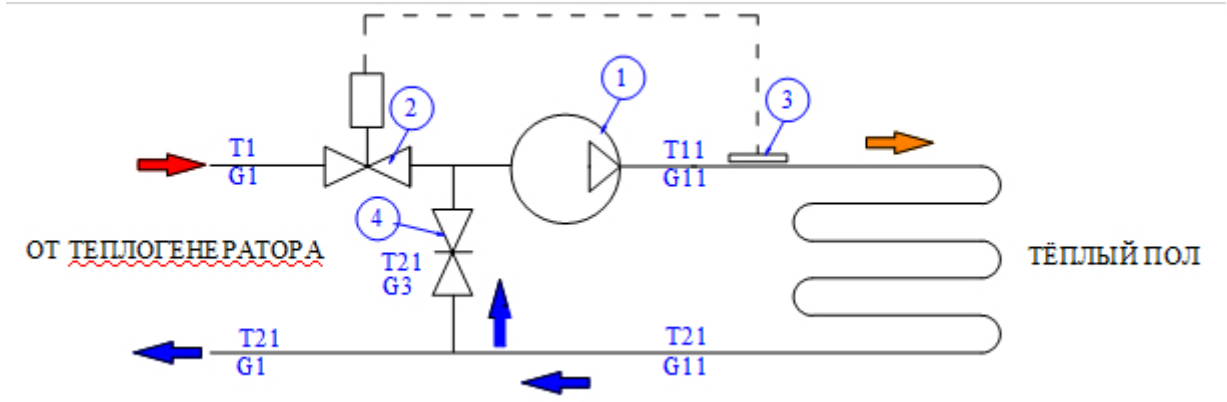 1
2
3
T1
G1
T11
G11
4
ОТ ТЕПЛОГЕНЕРАТОРА
T21
G3
ТЁПЛЫЙ ПОЛ
T21
G1
T21
G11